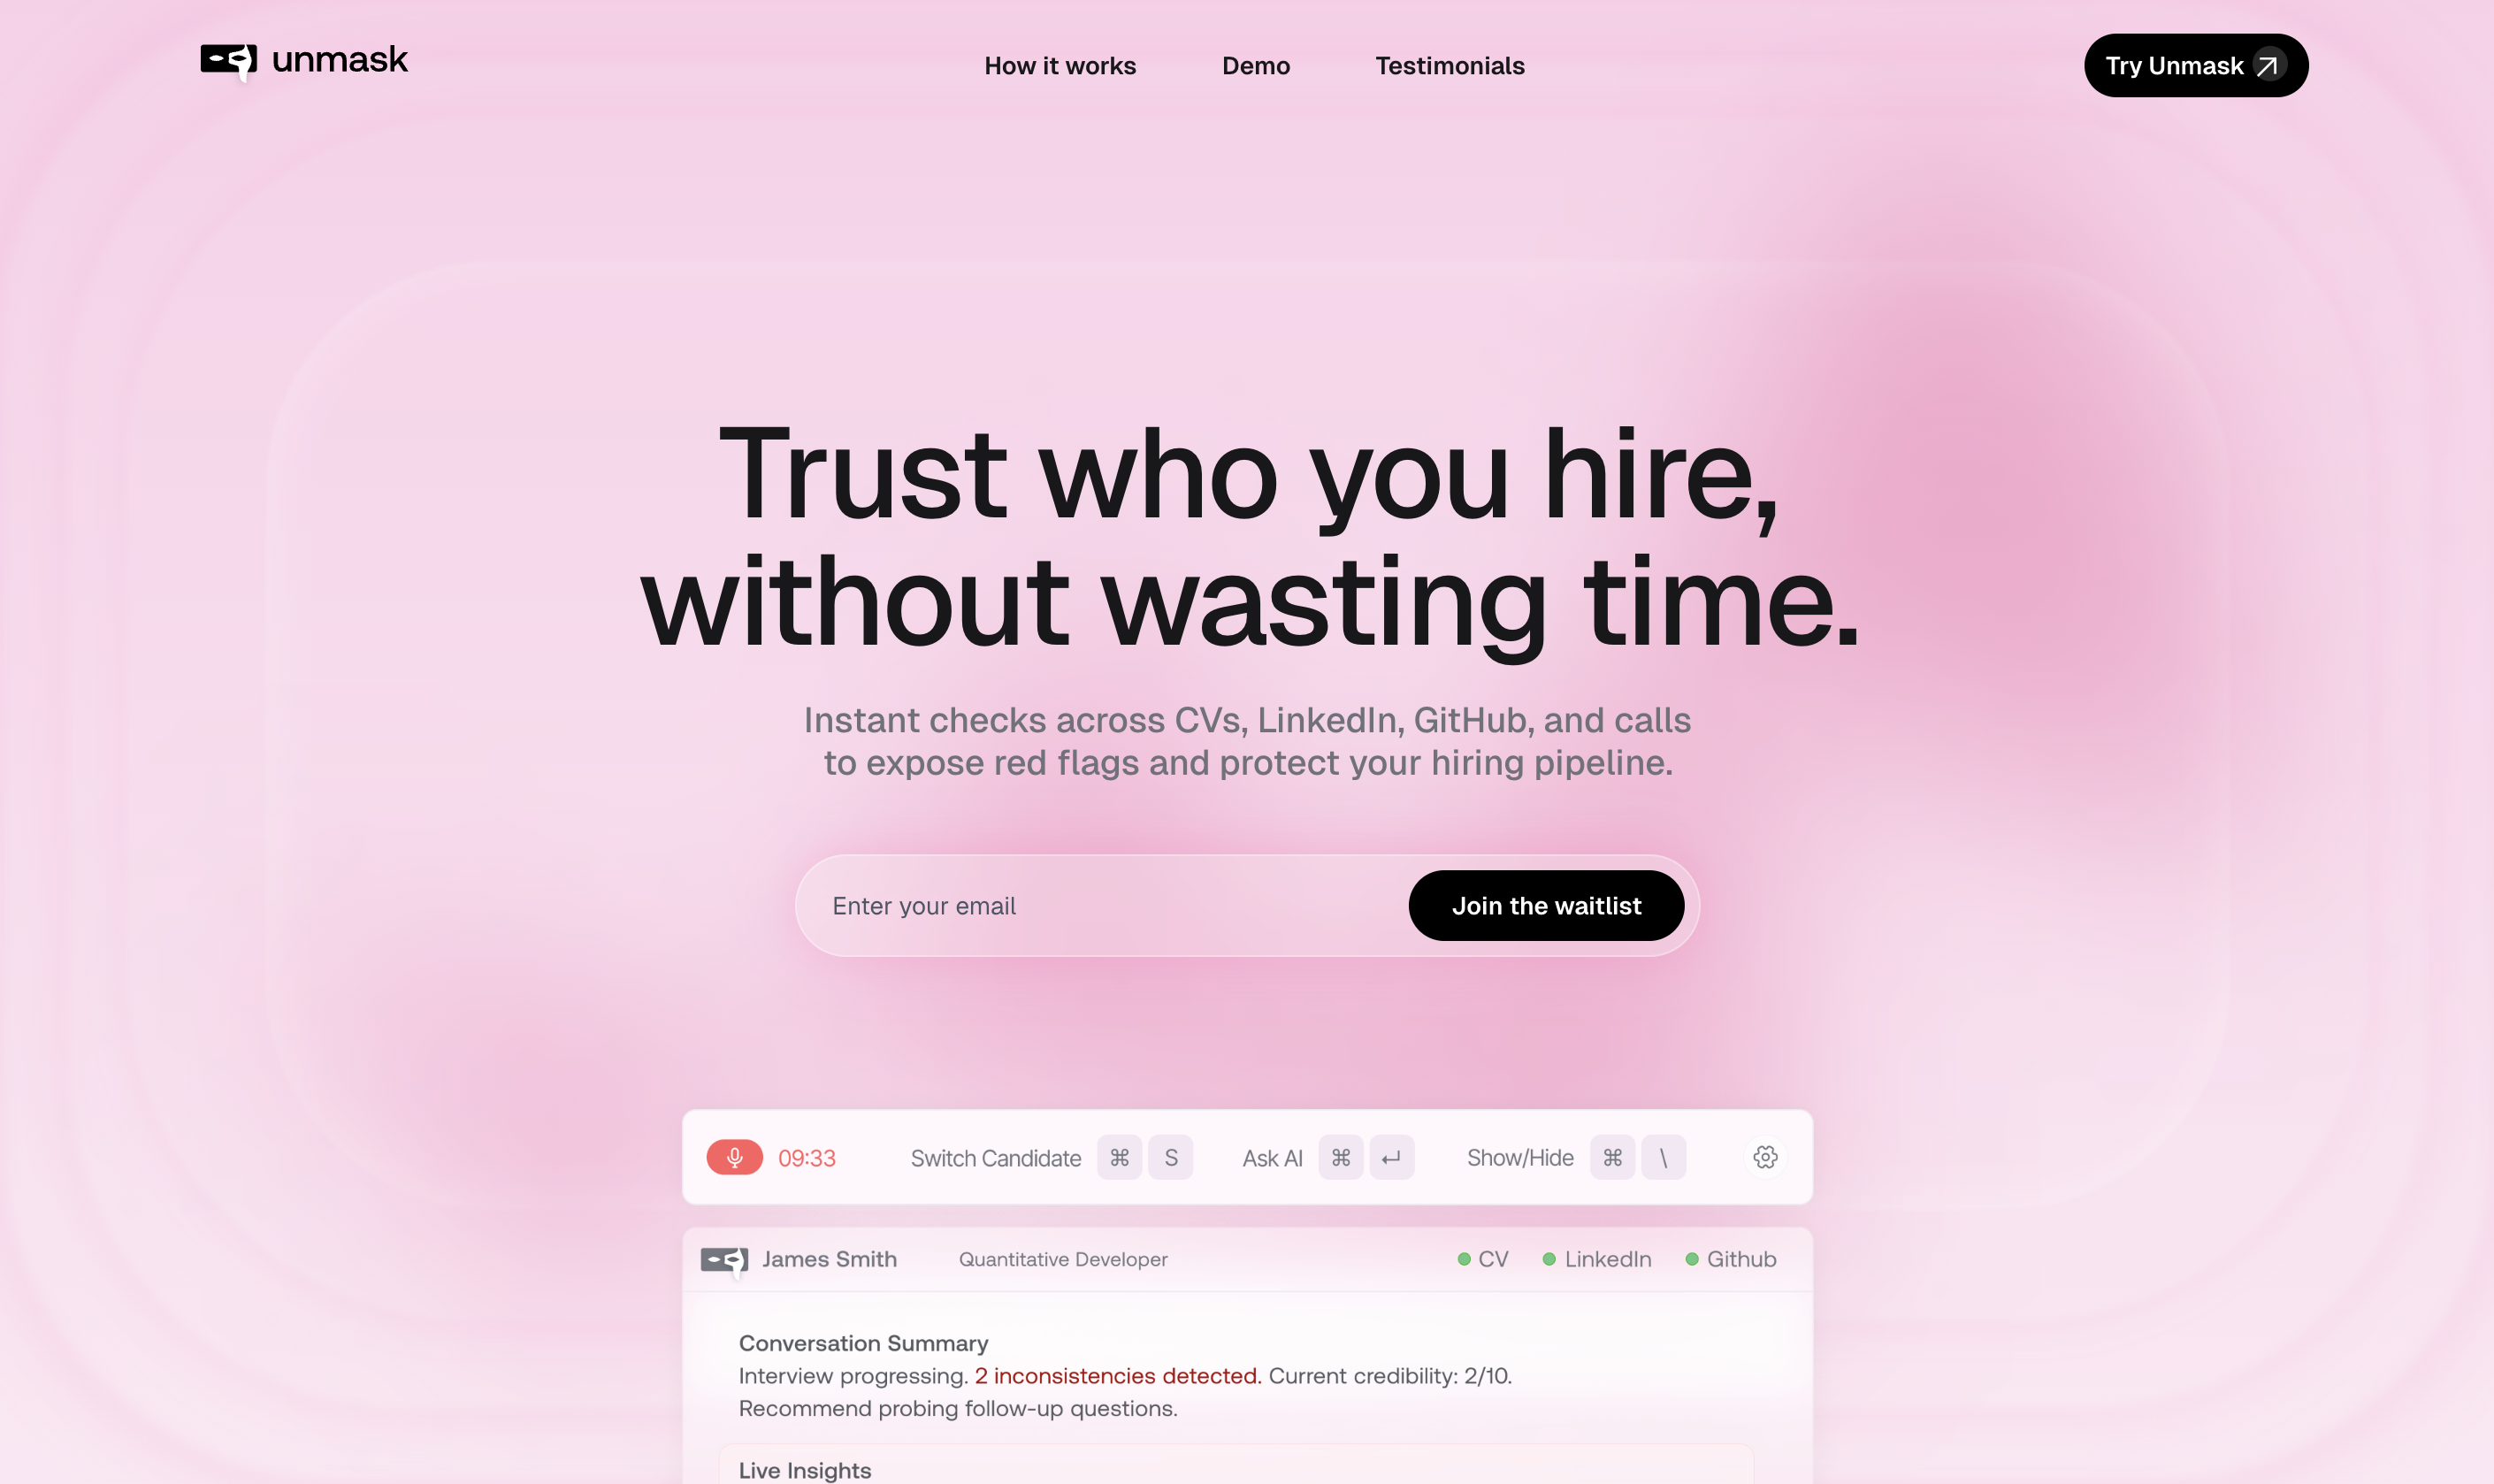 unmask
How it works Demo Testimonials
Try Unmask
Trust who you hire,
without wasting time.
Instant checks across CVs, LinkedIn, GitHub, and calls
to expose red flags and protect your hiring pipeline.
Enter your email
Join the waitlist
09:33 Switch Candidate ⌘ S Ask AI ⌘ ↵ Show/Hide ⌘ \
James Smith Quantitative Developer CV LinkedIn Github
Conversation Summary
Interview progressing. 2 inconsistencies detected. Current credibility: 2/10.
Recommend probing follow-up questions.
Live Insights